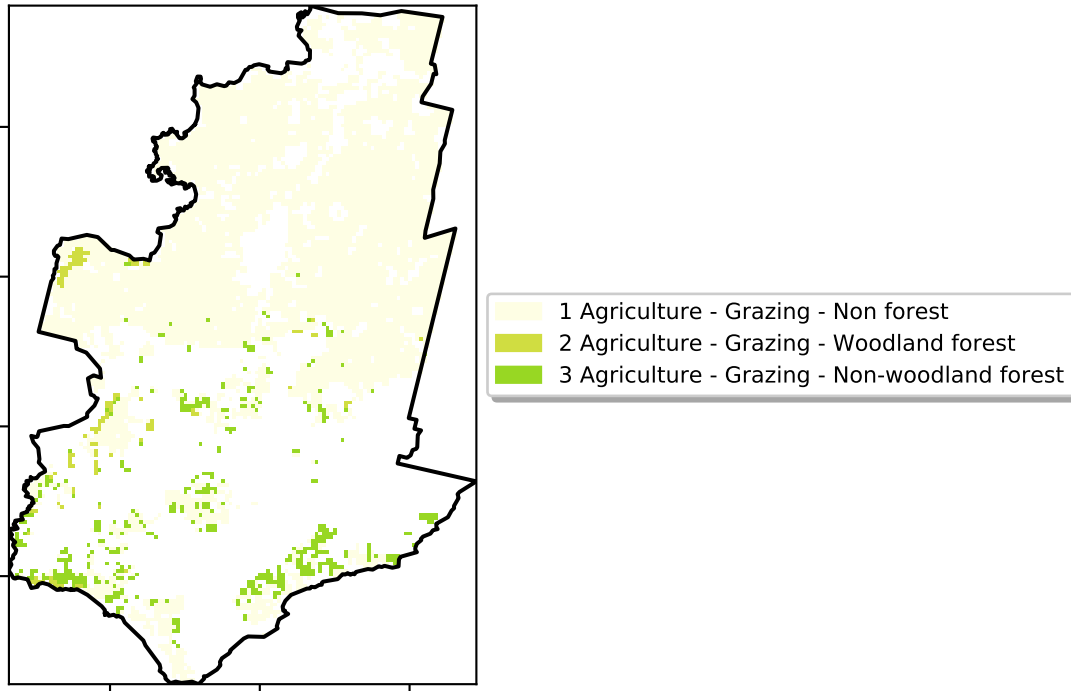 1 Agriculture - Grazing - Non forest
2 Agriculture - Grazing - Woodland forest
3 Agriculture - Grazing - Non-woodland forest